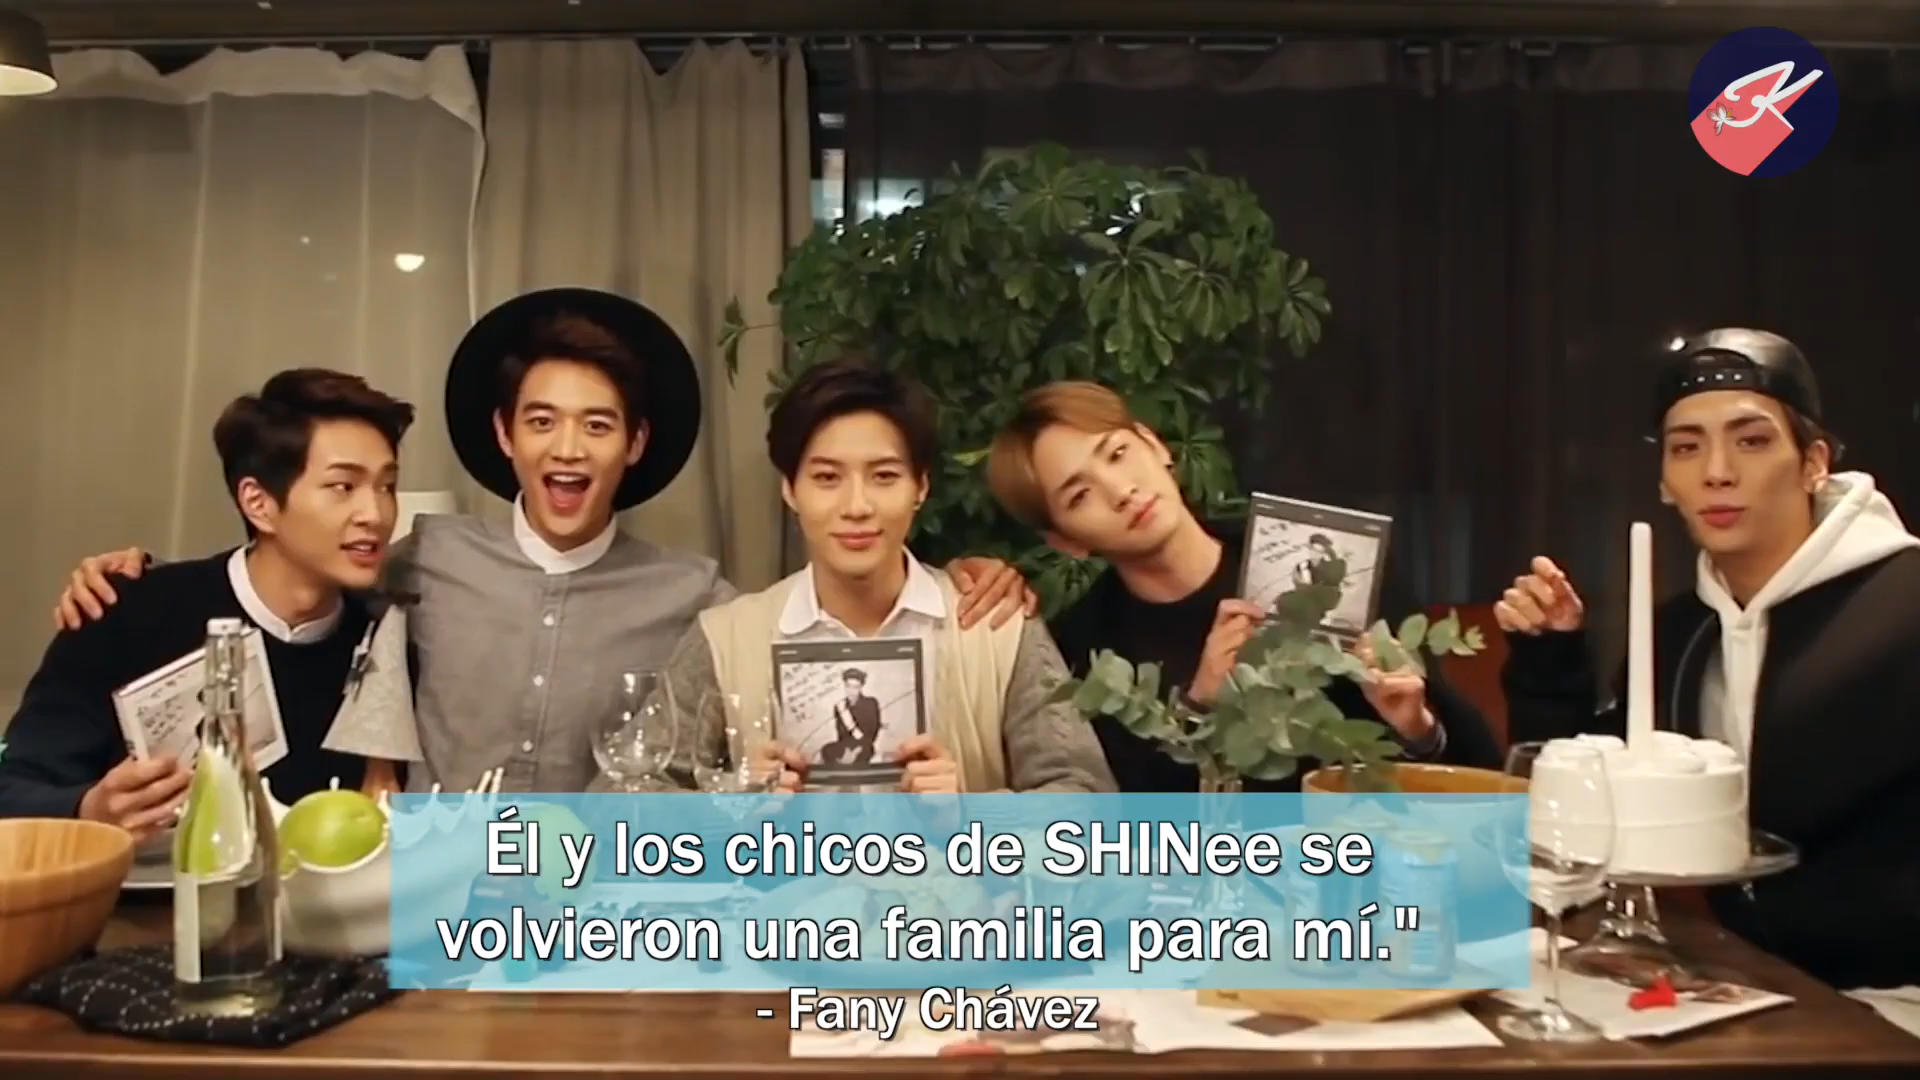 Él y los chicos de SHINee se
volvieron una familia para mí."
- Fany Chávez